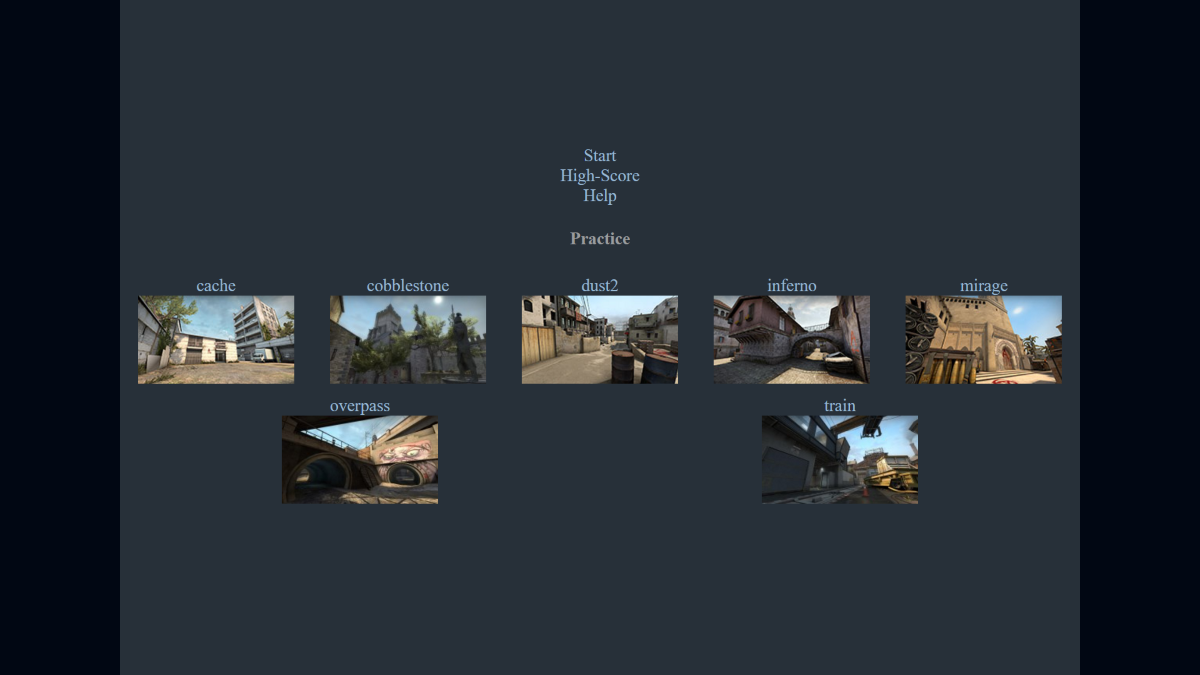 Start
High-Score
Help
Practice
cache cobblestone dust2 inferno mirage
overpass train